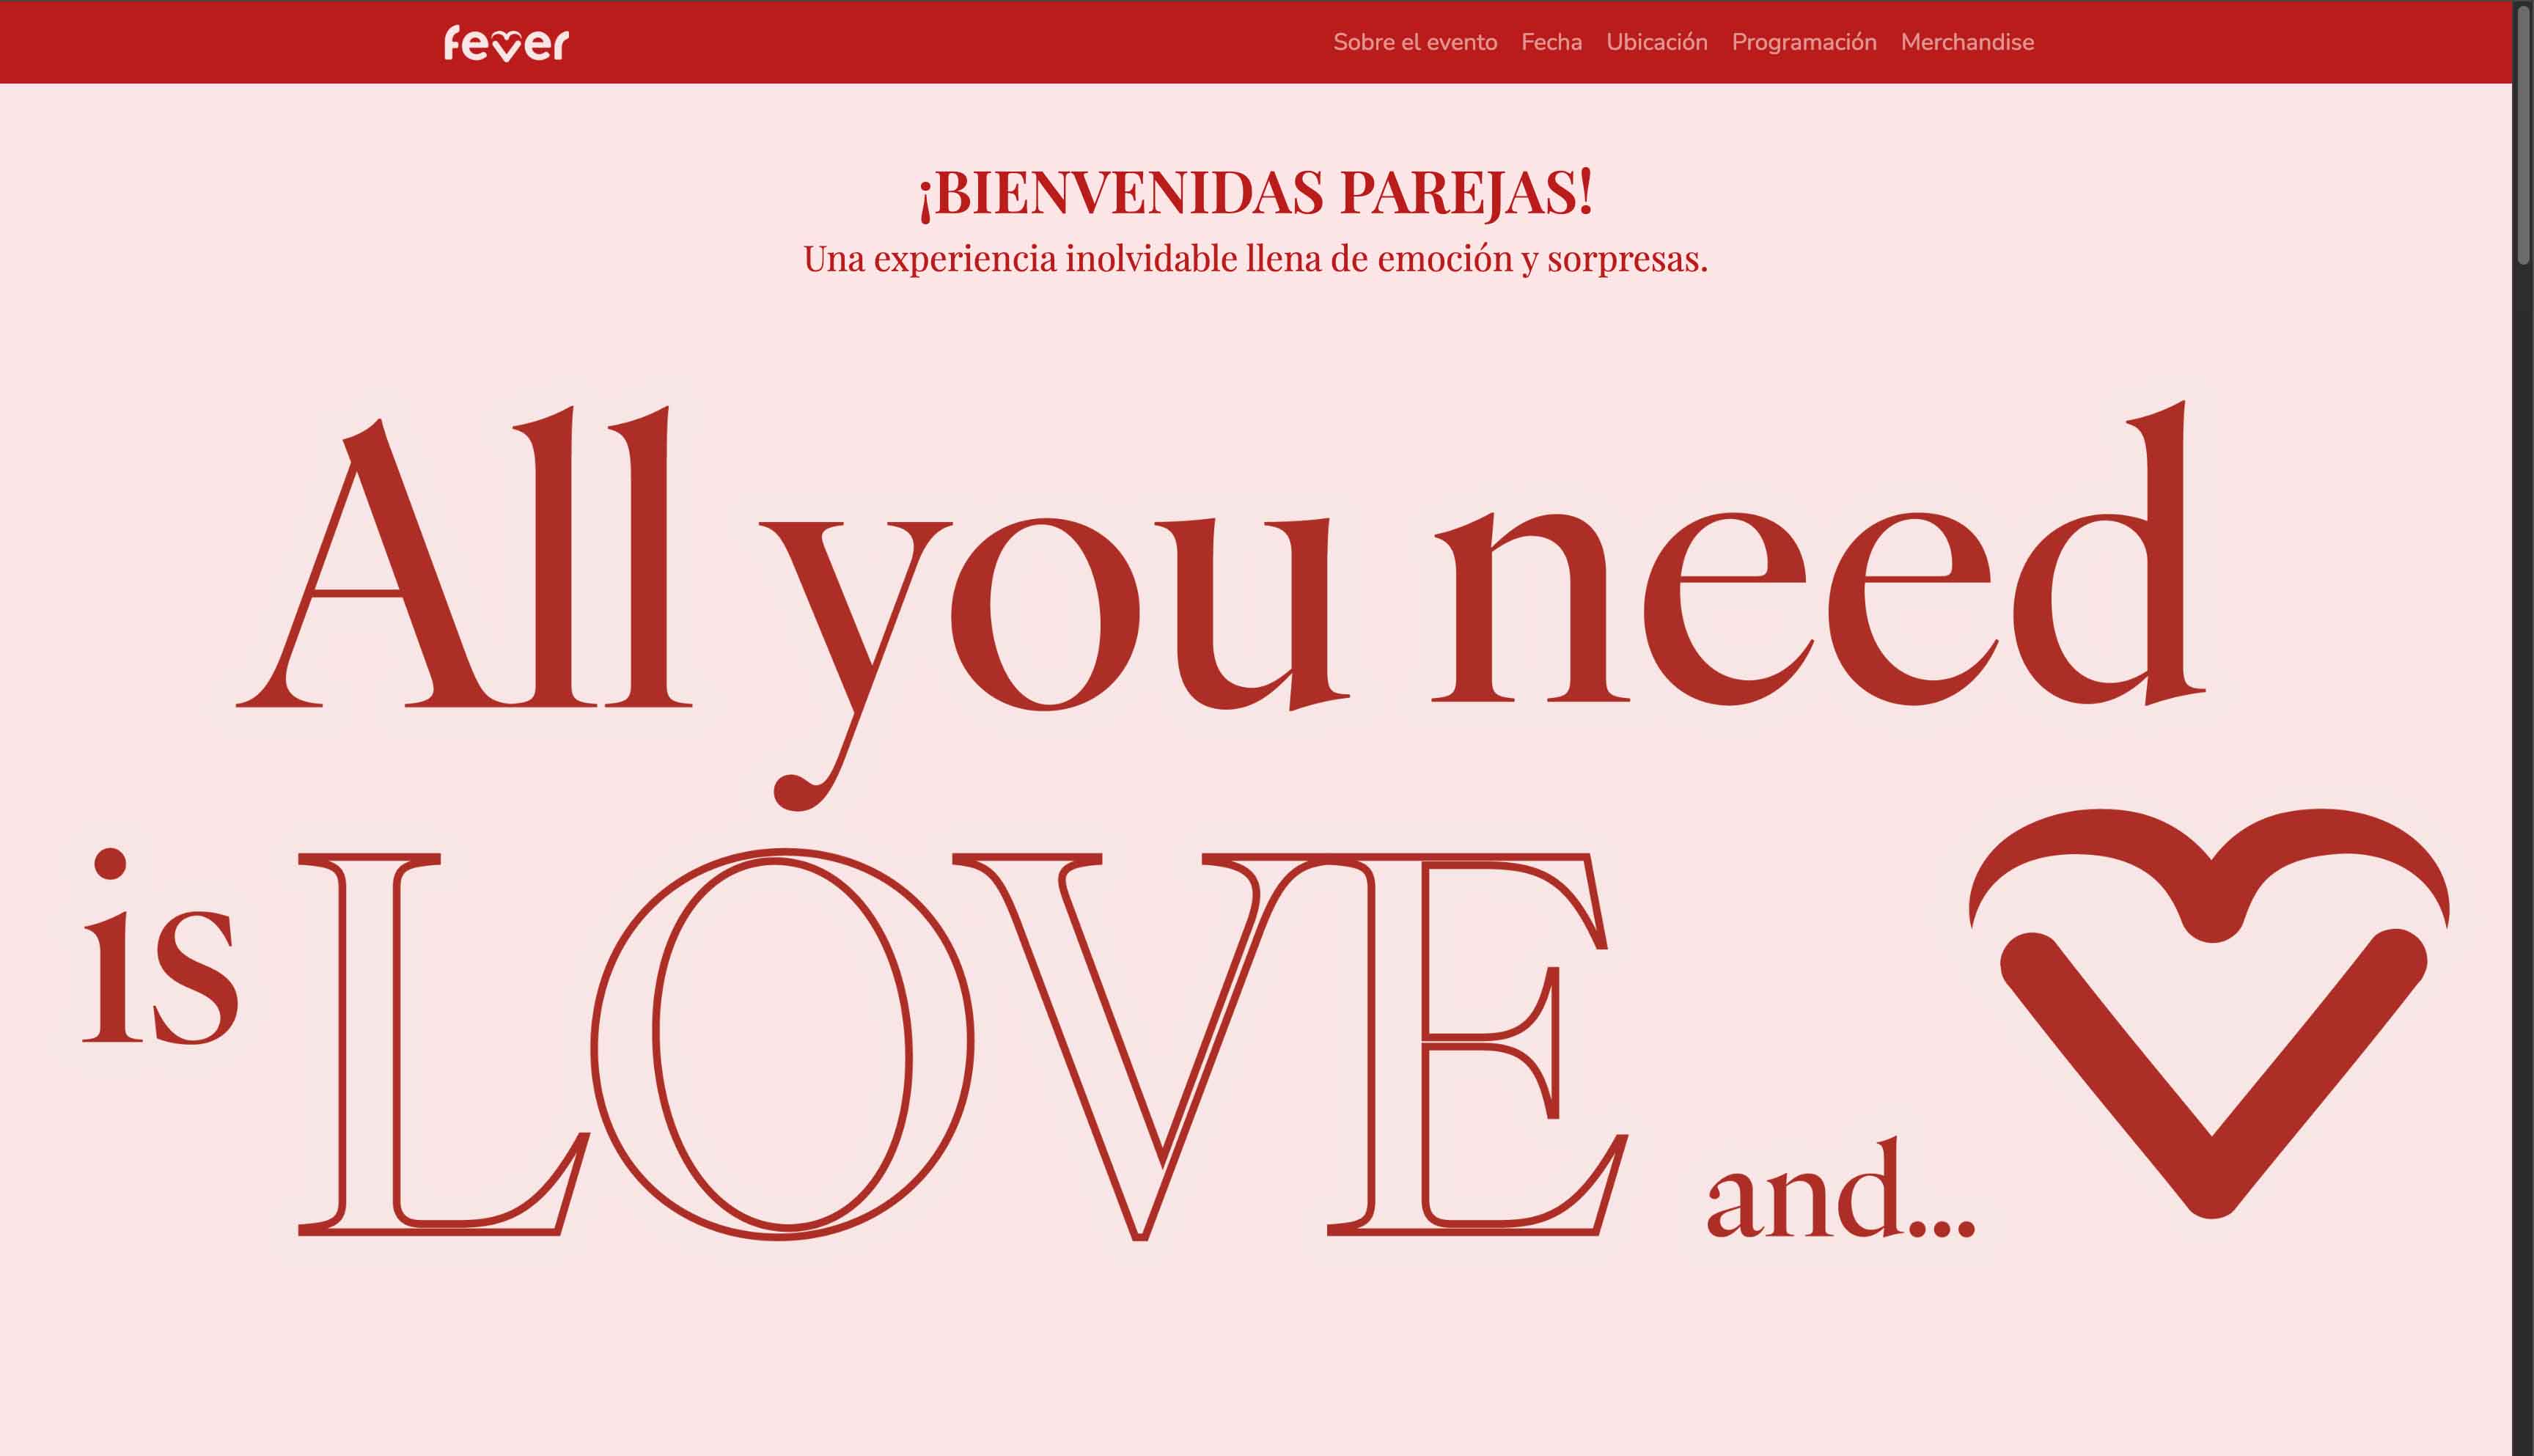 fever
Sobre el evento Fecha Ubicación Programación Merchandise
¡BIENVENIDAS PAREJAS!
Una experiencia inolvidable llena de emoción y sorpresas.
All you need
is LOVE and...